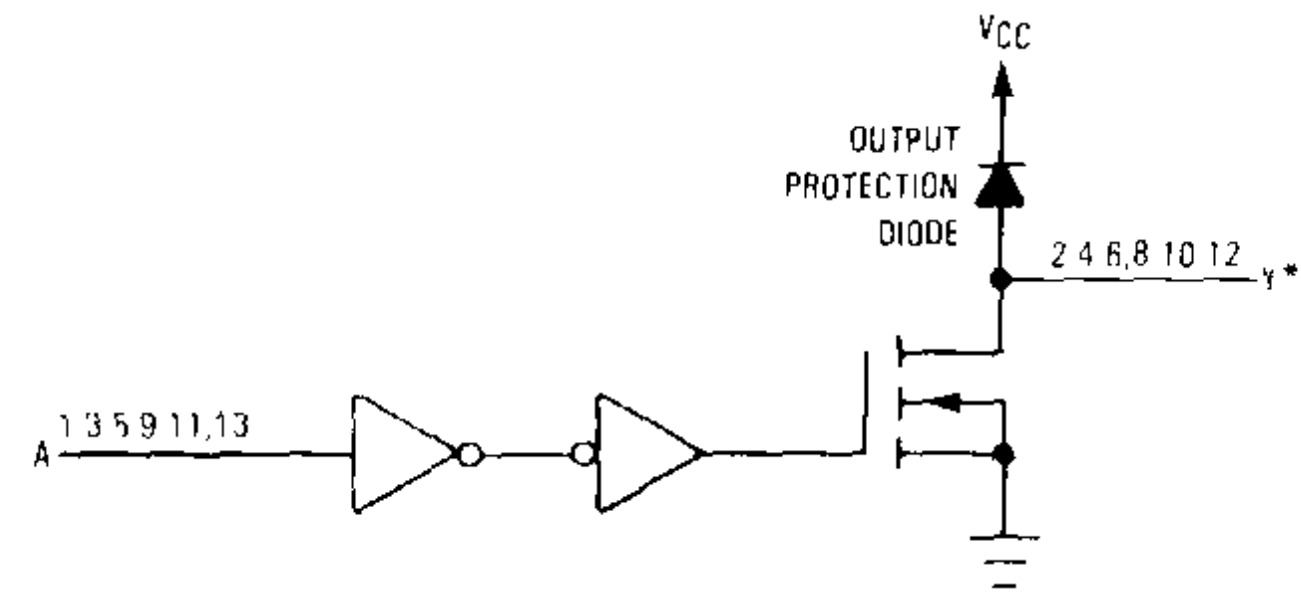 VCC
OUTPUT
PROTECTION
DIODE
2 4 6,8 10 12
Y*
A
1 3 5 9 11,13